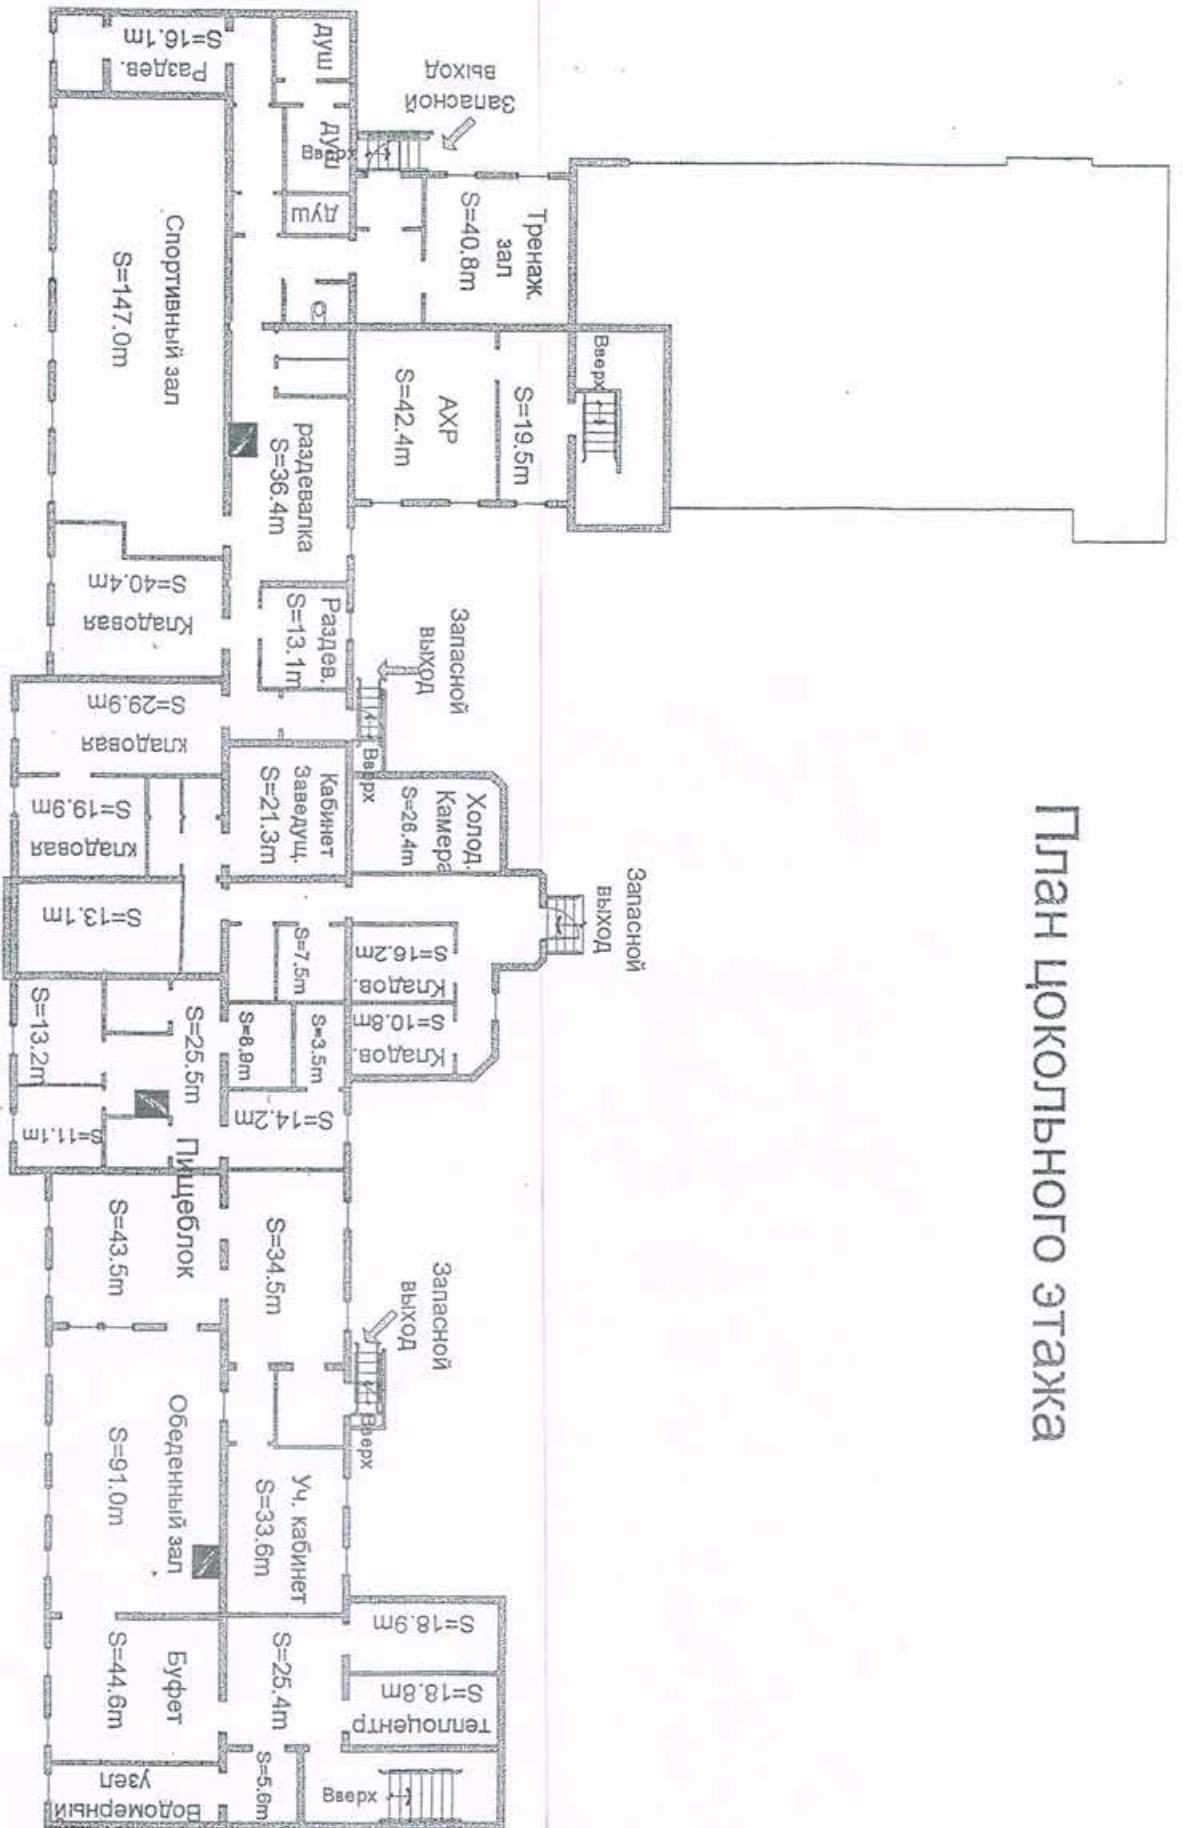 План цокольного этажа
Раздев.
S=16.1m
душ
душ
Вверх
душ
Запасной
выход
Тренаж.
зал
S=40.8m
Спортивный зал
S=147.0m
Вверх
S=19.5m
АХР
S=42.4m
раздевалка
S=36.4m
Кладовая
S=40.4m
Раздев.
S=13.1m
Запасной
выход
Вверх
кладовая
S=29.9m
кладовая
S=19.9m
Кабинет
Заведущ.
S=21.3m
Холод.
Камера
S=26.4m
Запасной
выход
S=13.1m
S=7.5m
Кладов.
S=16.2m
Кладов.
S=10.8m
S=13.2m
S=25.5m
S=6.9m
S=3.5m
S=14.2m
S=11.1m
Пищеблок
S=43.5m
S=34.5m
Запасной
выход
Вверх
Обеденный зал
S=91.0m
Уч. кабинет
S=33.6m
Буфет
S=44.6m
S=25.4m
S=18.9m
теплоцентр
S=18.8m
S=5.6m
Вверх
Водомерный
узел